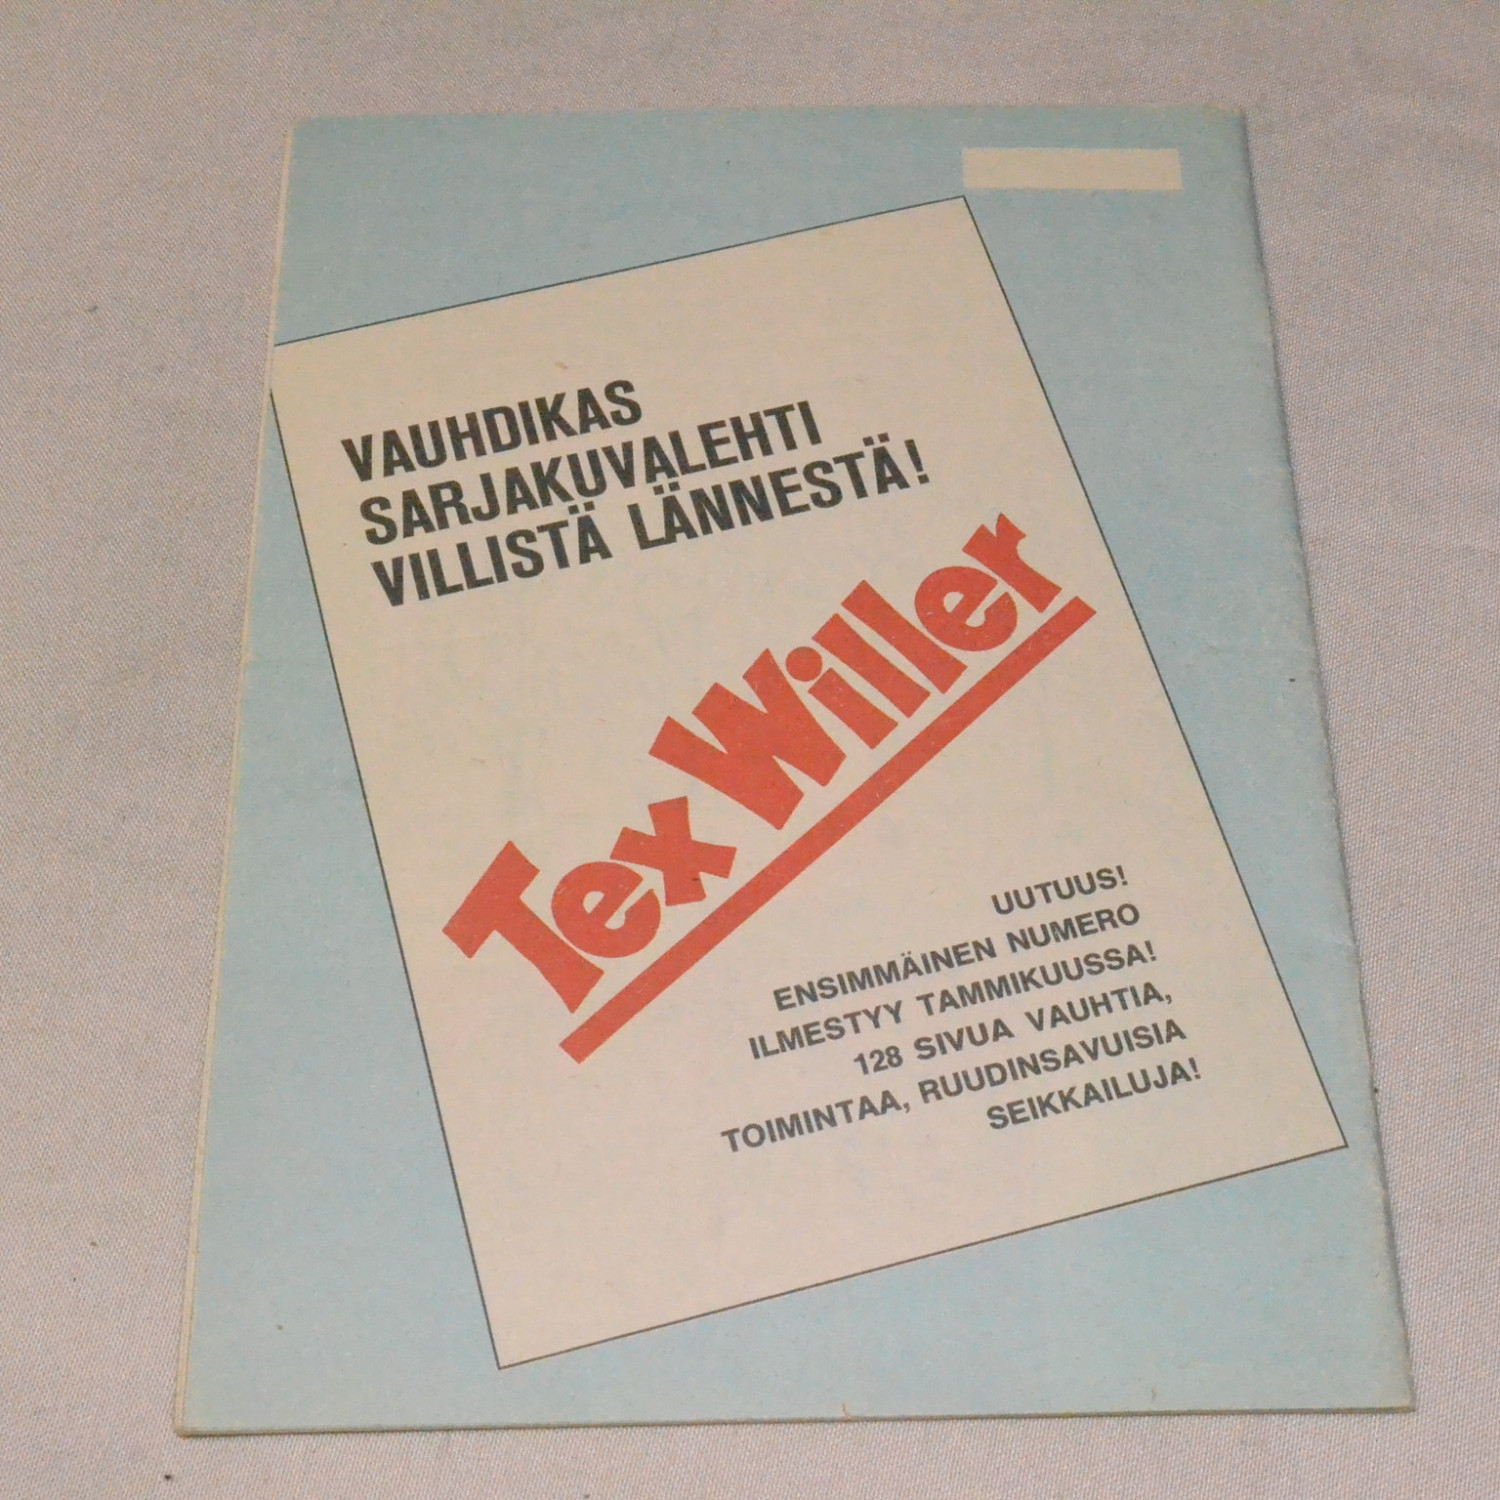 VAUHDIKAS
SARJAKUVALEHTI
VILLISTÄ LÄNNESTÄ!
Tex Willer
UUTUUS!
ENSIMMÄINEN NUMERO
ILMESTYY TAMMIKUUSSA!
128 SIVUA VAUHTIA,
TOIMINTAA, RUUDINSAVUISIA
SEIKKAILUJA!